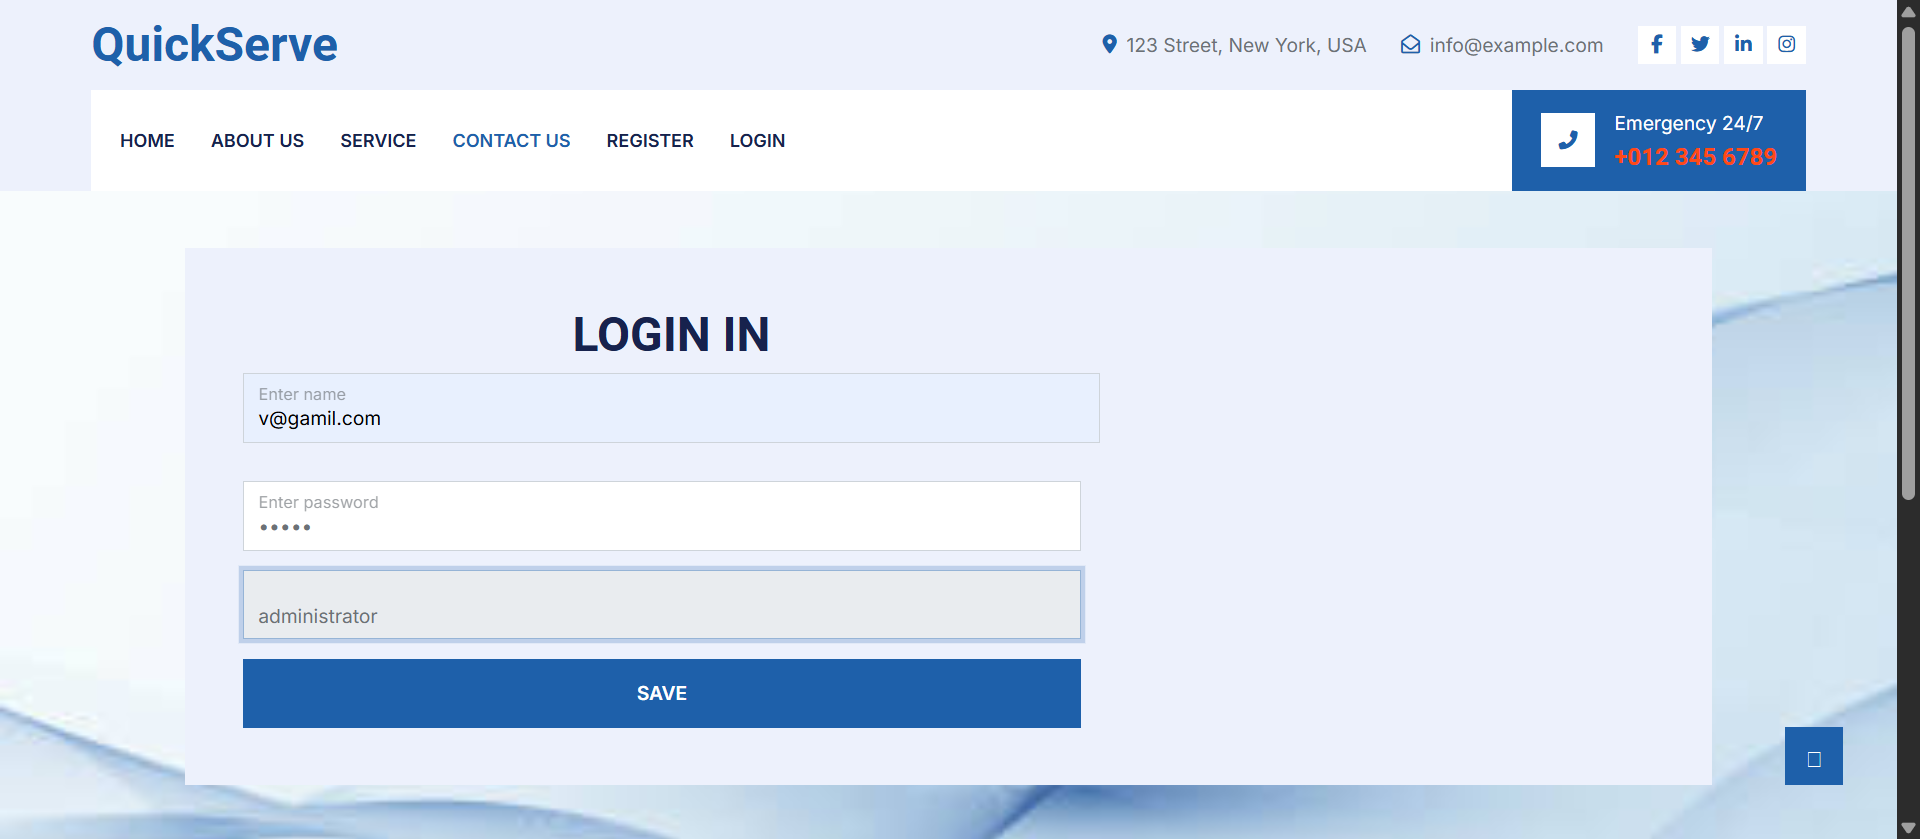 QuickServe
123 Street, New York, USA
info@example.com
HOME ABOUT US SERVICE CONTACT US REGISTER LOGIN
Emergency 24/7
+012 345 6789
LOGIN IN
Enter name
v@gamil.com
Enter password
•••••
administrator
SAVE